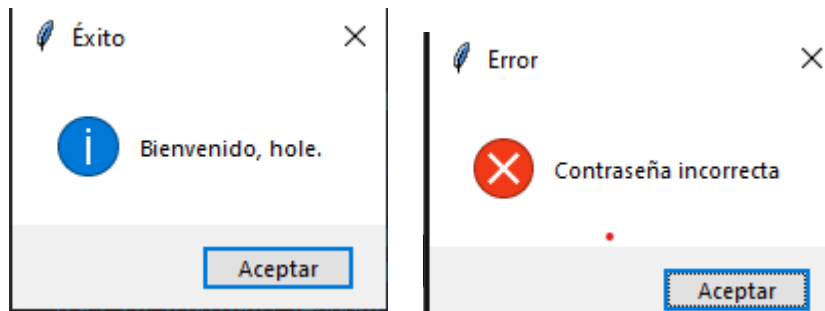 Éxito
Bienvenido, hole.
Aceptar
Error
Contraseña incorrecta
Aceptar